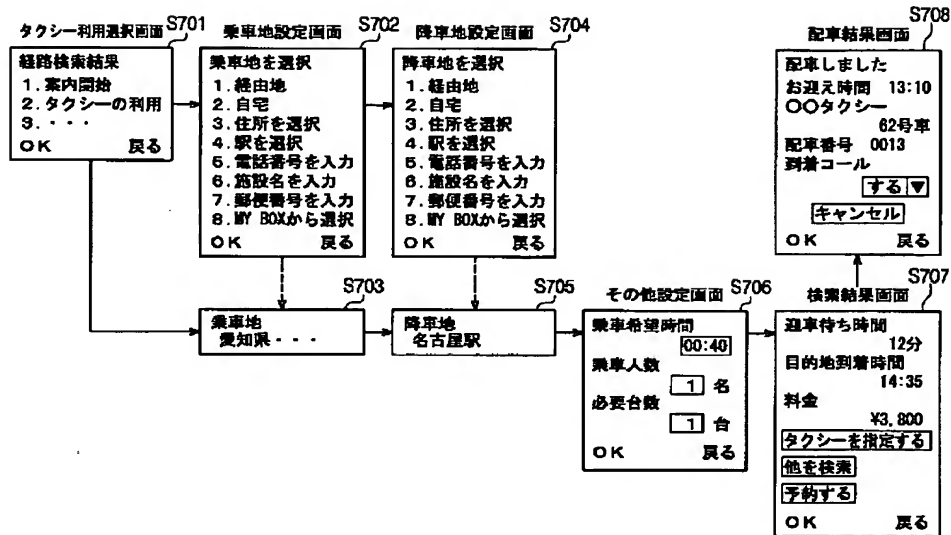 タクシー利用選択画面 S701
経路検索結果
1.案内開始
2.タクシーの利用
3.・・・
OK 戻る
乗車地設定画面 S702
乗車地を選択
1.経由地
2.自宅
3.住所を選択
4.駅を選択
5.電話番号を入力
6.施設名を入力
7.郵便番号を入力
8.MY BOXから選択
OK 戻る
降車地設定画面 S704
降車地を選択
1.経由地
2.自宅
3.住所を選択
4.駅を選択
5.電話番号を入力
6.施設名を入力
7.郵便番号を入力
8.MY BOXから選択
OK 戻る
S708
配車結果画面
配車しました
お迎え時間 13:10
〇〇タクシー
62号車
配車番号 0013
到着コール
する ▼
キャンセル
OK 戻る
S703
乗車地
愛知県・・・
S705
降車地
名古屋駅
その他設定画面 S706
乗車希望時間
00:40
乗車人数
1 名
必要台数
1 台
OK 戻る
S707
検索結果画面
迎車待ち時間
12分
目的地到着時間
14:35
料金
¥3,800
タクシーを指定する
他を検索
予約する
OK 戻る